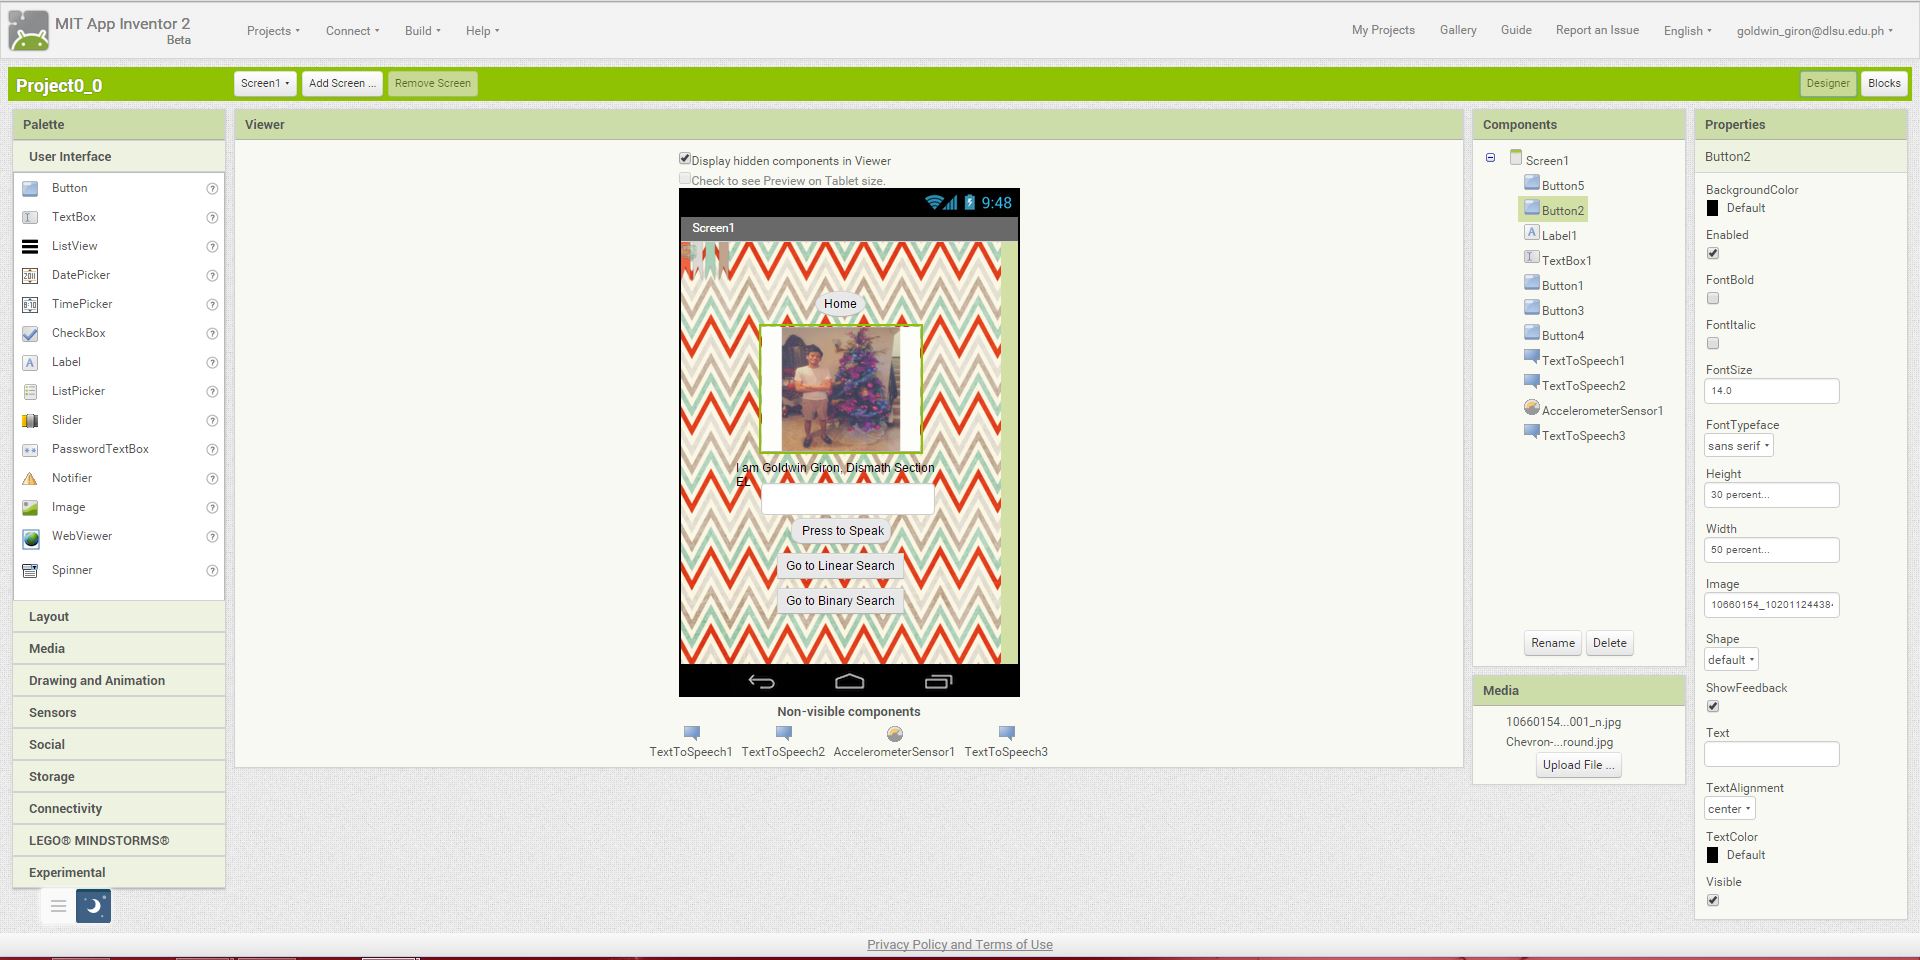 MIT App Inventor 2
Beta
Projects
Connect
Build
Help
My Projects
Gallery
Guide
Report an Issue
English
goldwin_giron@dlsu.edu.ph
Project0_0
Screen1
Add Screen ...
Remove Screen
Designer
Blocks
Palette
User Interface
Button
TextBox
ListView
DatePicker
TimePicker
CheckBox
Label
ListPicker
Slider
PasswordTextBox
Notifier
Image
WebViewer
Spinner
Layout
Media
Drawing and Animation
Sensors
Social
Storage
Connectivity
LEGO® MINDSTORMS®
Experimental
Viewer
Display hidden components in Viewer
Check to see Preview on Tablet size.
9:48
Screen1
Home
I am Goldwin Giron, Dismath Section
EL
Press to Speak
Go to Linear Search
Go to Binary Search
Non-visible components
TextToSpeech1
TextToSpeech2
AccelerometerSensor1
TextToSpeech3
Components
Screen1
Button5
Button2
Label1
TextBox1
Button1
Button3
Button4
TextToSpeech1
TextToSpeech2
AccelerometerSensor1
TextToSpeech3
Rename
Delete
Media
10660154...001_n.jpg
Chevron-...round.jpg
Upload File ...
Properties
Button2
BackgroundColor
Default
Enabled
FontBold
FontItalic
FontSize
14.0
FontTypeface
sans serif
Height
30 percent...
Width
50 percent...
Image
10660154_10201124438
Shape
default
ShowFeedback
Text
TextAlignment
center
TextColor
Default
Visible
Privacy Policy and Terms of Use